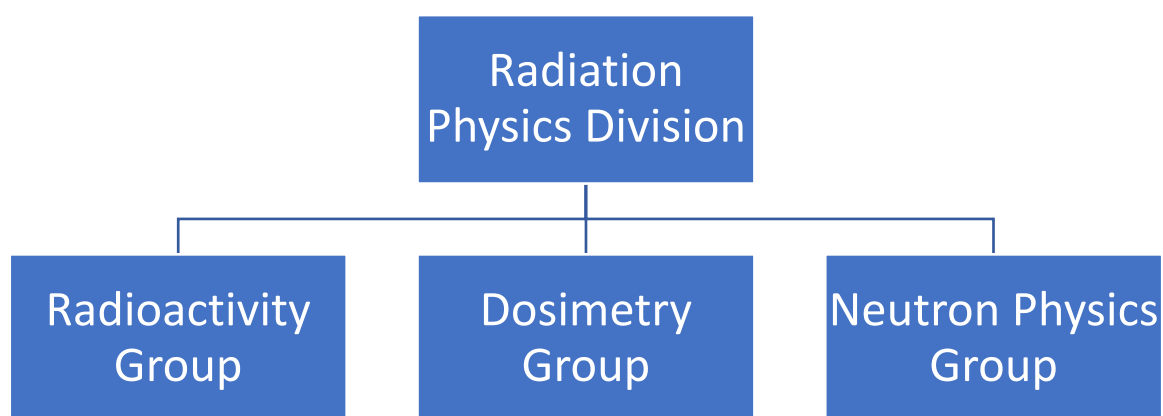 Radiation
Physics Division
Radioactivity
Group
Dosimetry
Group
Neutron Physics
Group